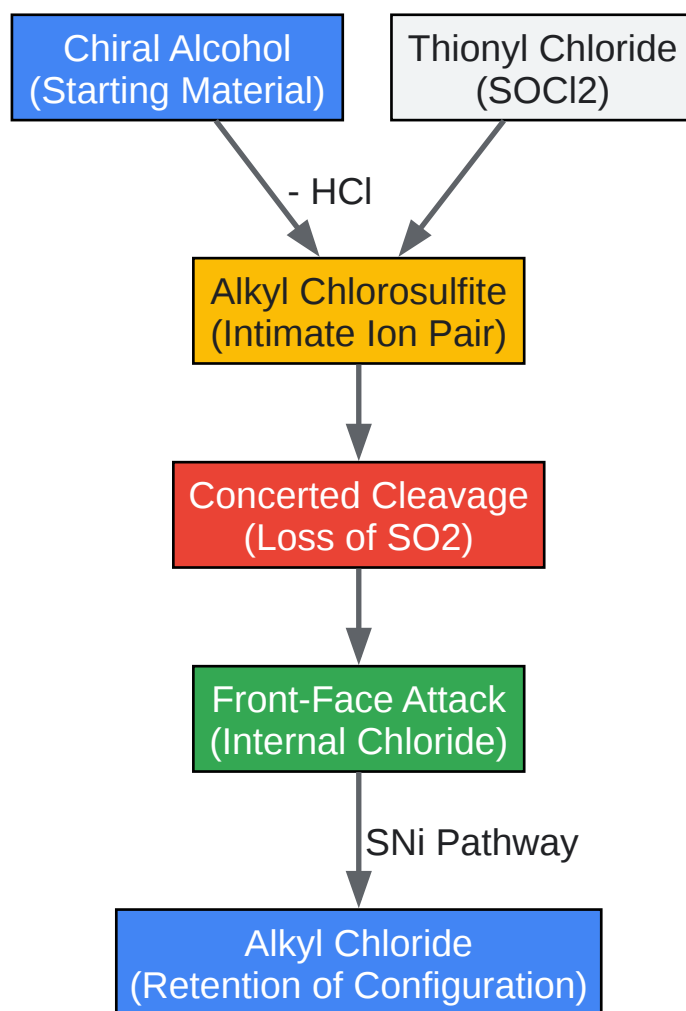 Chiral Alcohol
(Starting Material)
Thionyl Chloride
(SOCl2)
- HCl
Alkyl Chlorosulfite
(Intimate Ion Pair)
Concerted Cleavage
(Loss of SO2)
Front-Face Attack
(Internal Chloride)
SNi Pathway
Alkyl Chloride
(Retention of Configuration)